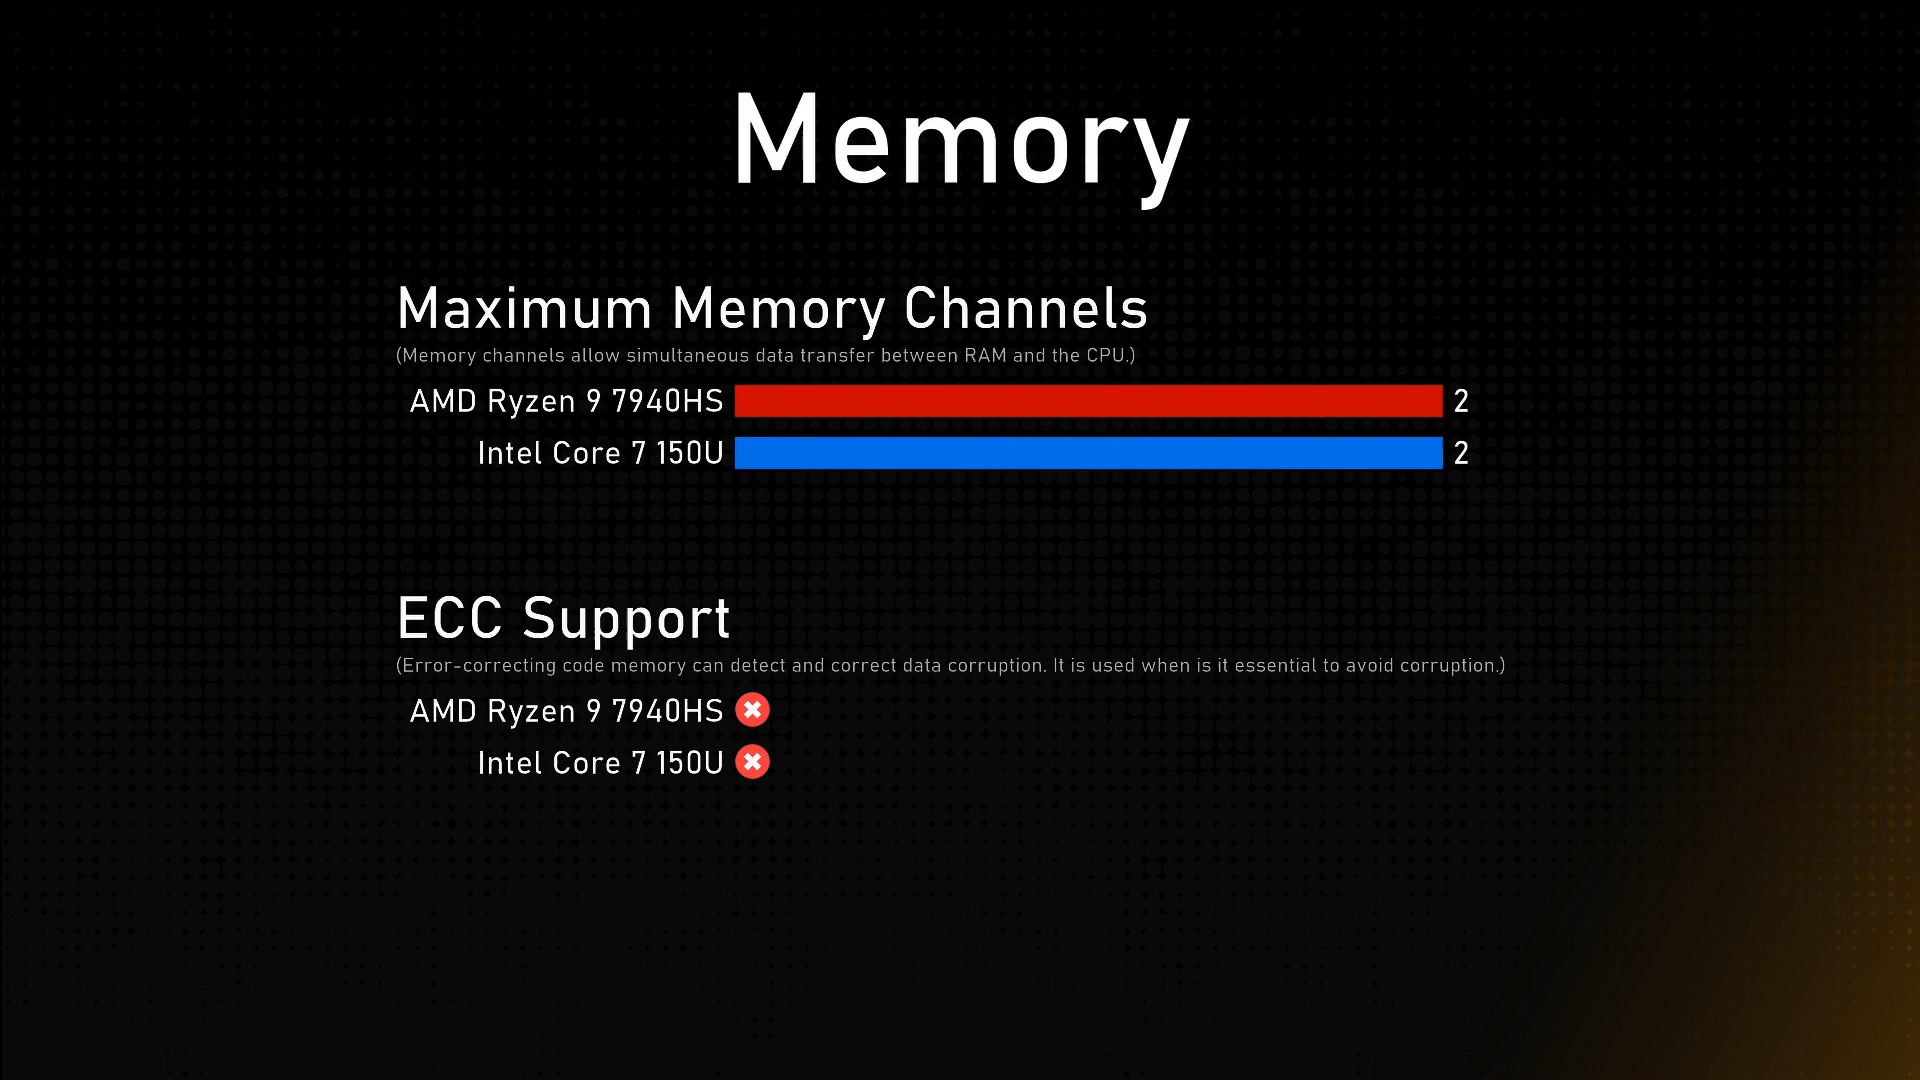 Memory
Maximum Memory Channels
(Memory channels allow simultaneous data transfer between RAM and the CPU.)
AMD Ryzen 9 7940HS 2
Intel Core 7 150U 2
ECC Support
(Error-correcting code memory can detect and correct data corruption. It is used when is it essential to avoid corruption.)
AMD Ryzen 9 7940HS
Intel Core 7 150U